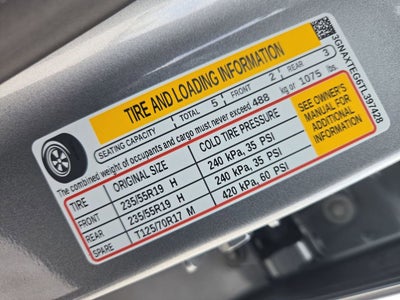 TIRE AND LOADING INFORMATION
SEATING CAPACITY | TOTAL 5 | FRONT 2 | REAR 3
The combined weight of occupants and cargo must never exceed 488 kg or 1075 lbs
TIRE ORIGINAL SIZE COLD TIRE PRESSURE
FRONT 235/55R19 H 240 kPa, 35 PSI
REAR 235/55R19 H 240 kPa, 35 PSI
SPARE T125/70R17 M 420 kPa, 60 PSI
SEE OWNER'S
MANUAL FOR
ADDITIONAL
INFORMATION
3GNAXTEG6TL397428